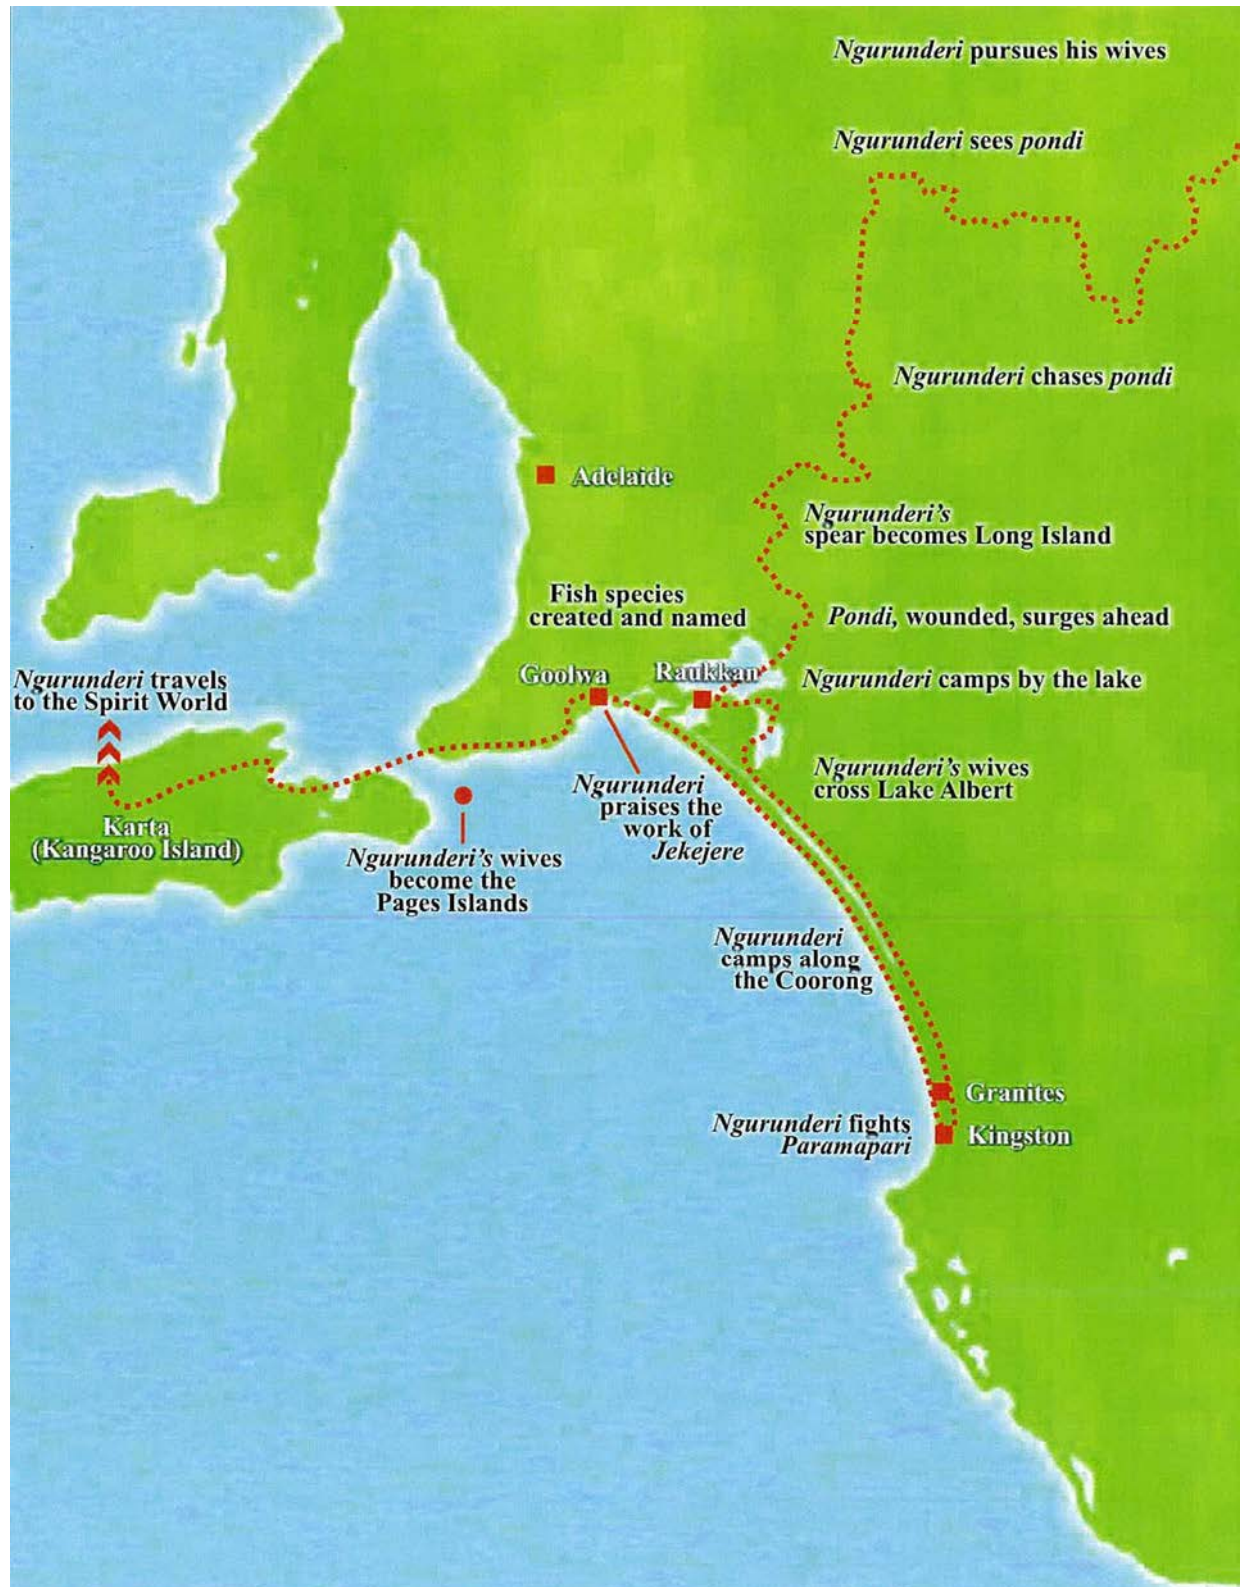 Ngurunderi pursues his wives
Ngurunderi sees pondi
Ngurunderi chases pondi
Adelaide
Ngurunderi's
spear becomes Long Island
Fish species
created and named
Pondi, wounded, surges ahead
Ngurunderi travels
to the Spirit World
Goolwa
Raukkan
Ngurunderi camps by the lake
Ngurunderi's wives
cross Lake Albert
Ngurunderi
praises the
work of
Jekejere
Karta
(Kangaroo Island)
Ngurunderi's wives
become the
Pages Islands
Ngurunderi
camps along
the Coorong
Granites
Ngurunderi fights
Paramapari
Kingston